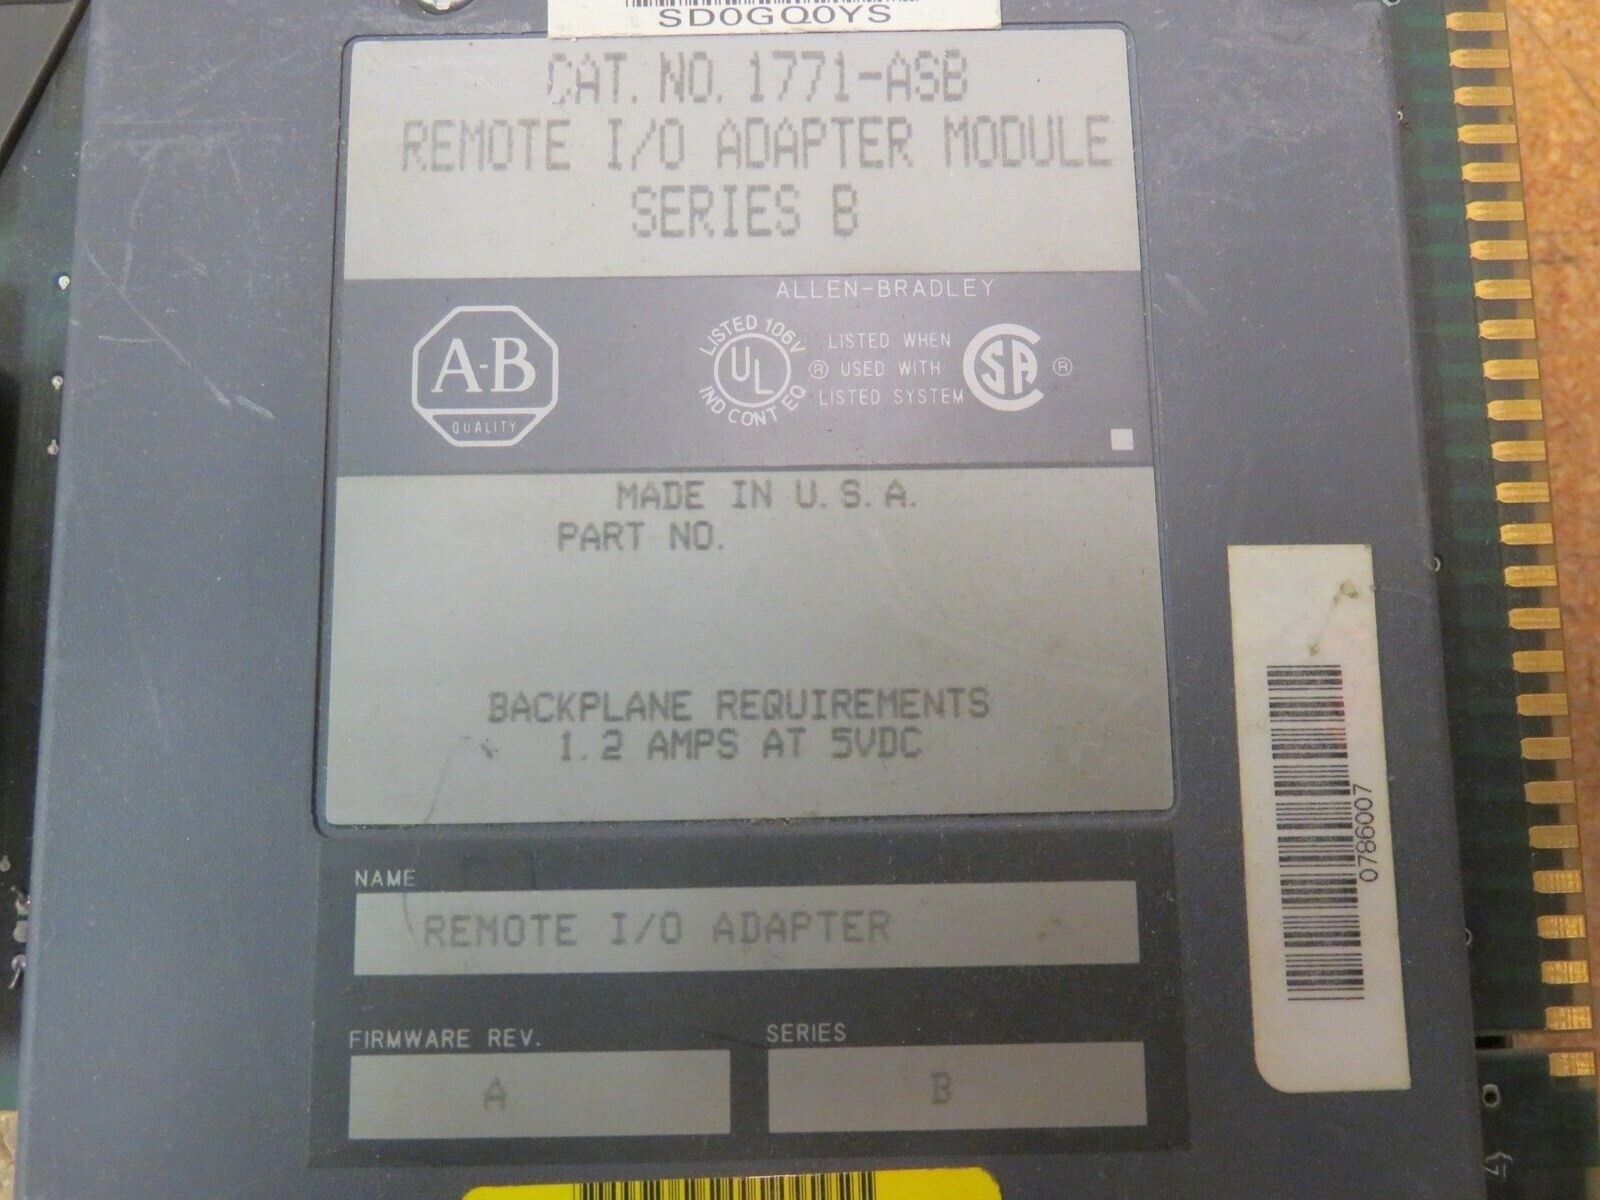 SD0GQ0YS
CAT. NO. 1771-ASB
REMOTE I/O ADAPTER MODULE
SERIES B
ALLEN-BRADLEY
A-B
QUALITY
LISTED 106V
UL
IND CONT EQ
®
LISTED WHEN
USED WITH
LISTED SYSTEM
SA
®
MADE IN U.S.A.
PART NO.
BACKPLANE REQUIREMENTS
1.2 AMPS AT 5VDC
0786007
NAME
REMOTE I/O ADAPTER
FIRMWARE REV.
SERIES
A
B